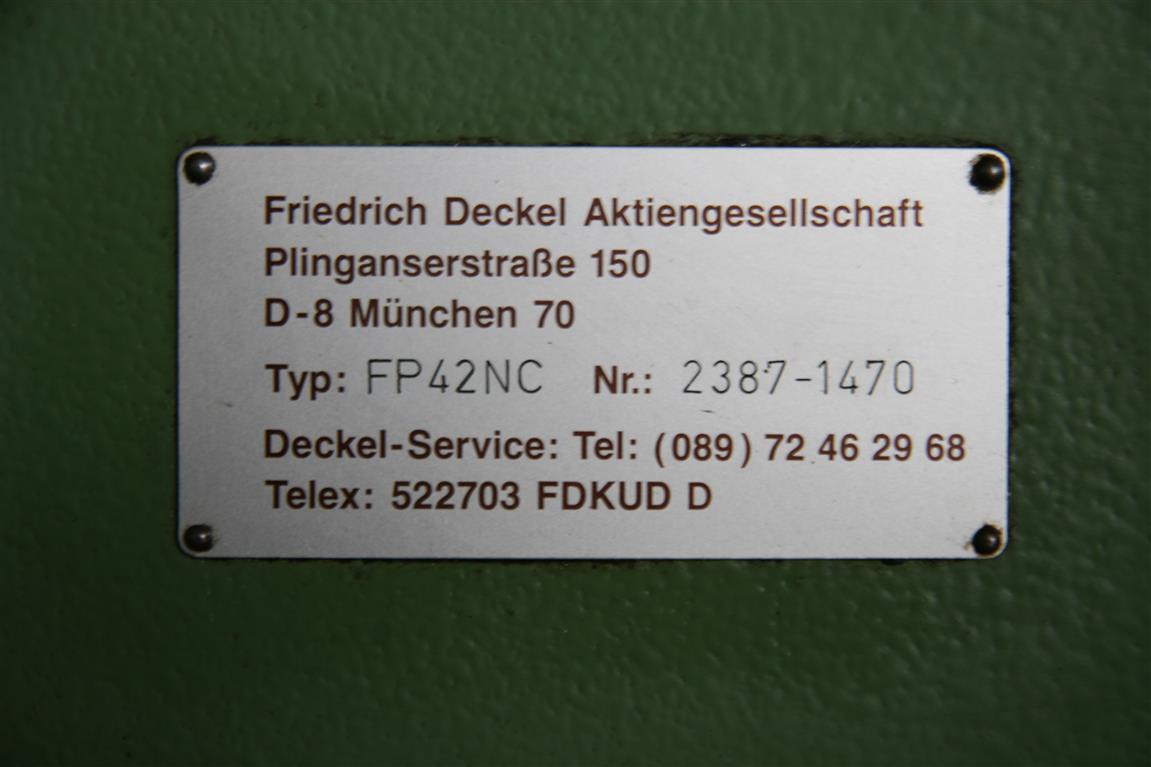 Friedrich Deckel Aktiengesellschaft
Plinganserstraße 150
D-8 München 70
Typ: FP42NC Nr.: 2387-1470
Deckel-Service: Tel: (089) 72 46 29 68
Telex: 522703 FDKUD D